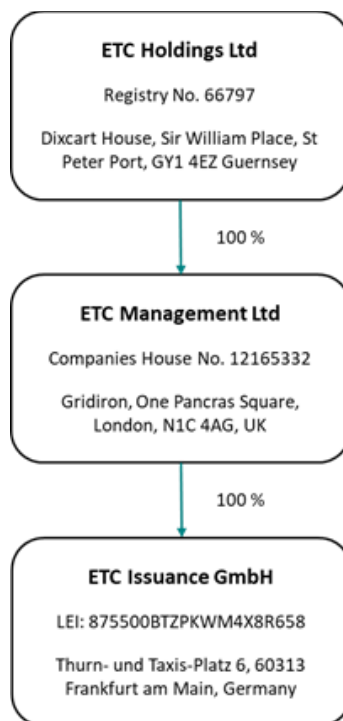 ETC Holdings Ltd
Registry No. 66797
Dixcart House, Sir William Place, St
Peter Port, GY1 4EZ Guernsey
100 %
ETC Management Ltd
Companies House No. 12165332
Gridiron, One Pancras Square,
London, N1C 4AG, UK
100 %
ETC Issuance GmbH
LEI: 875500BTZPKWM4X8R658
Thurn- und Taxis-Platz 6, 60313
Frankfurt am Main, Germany